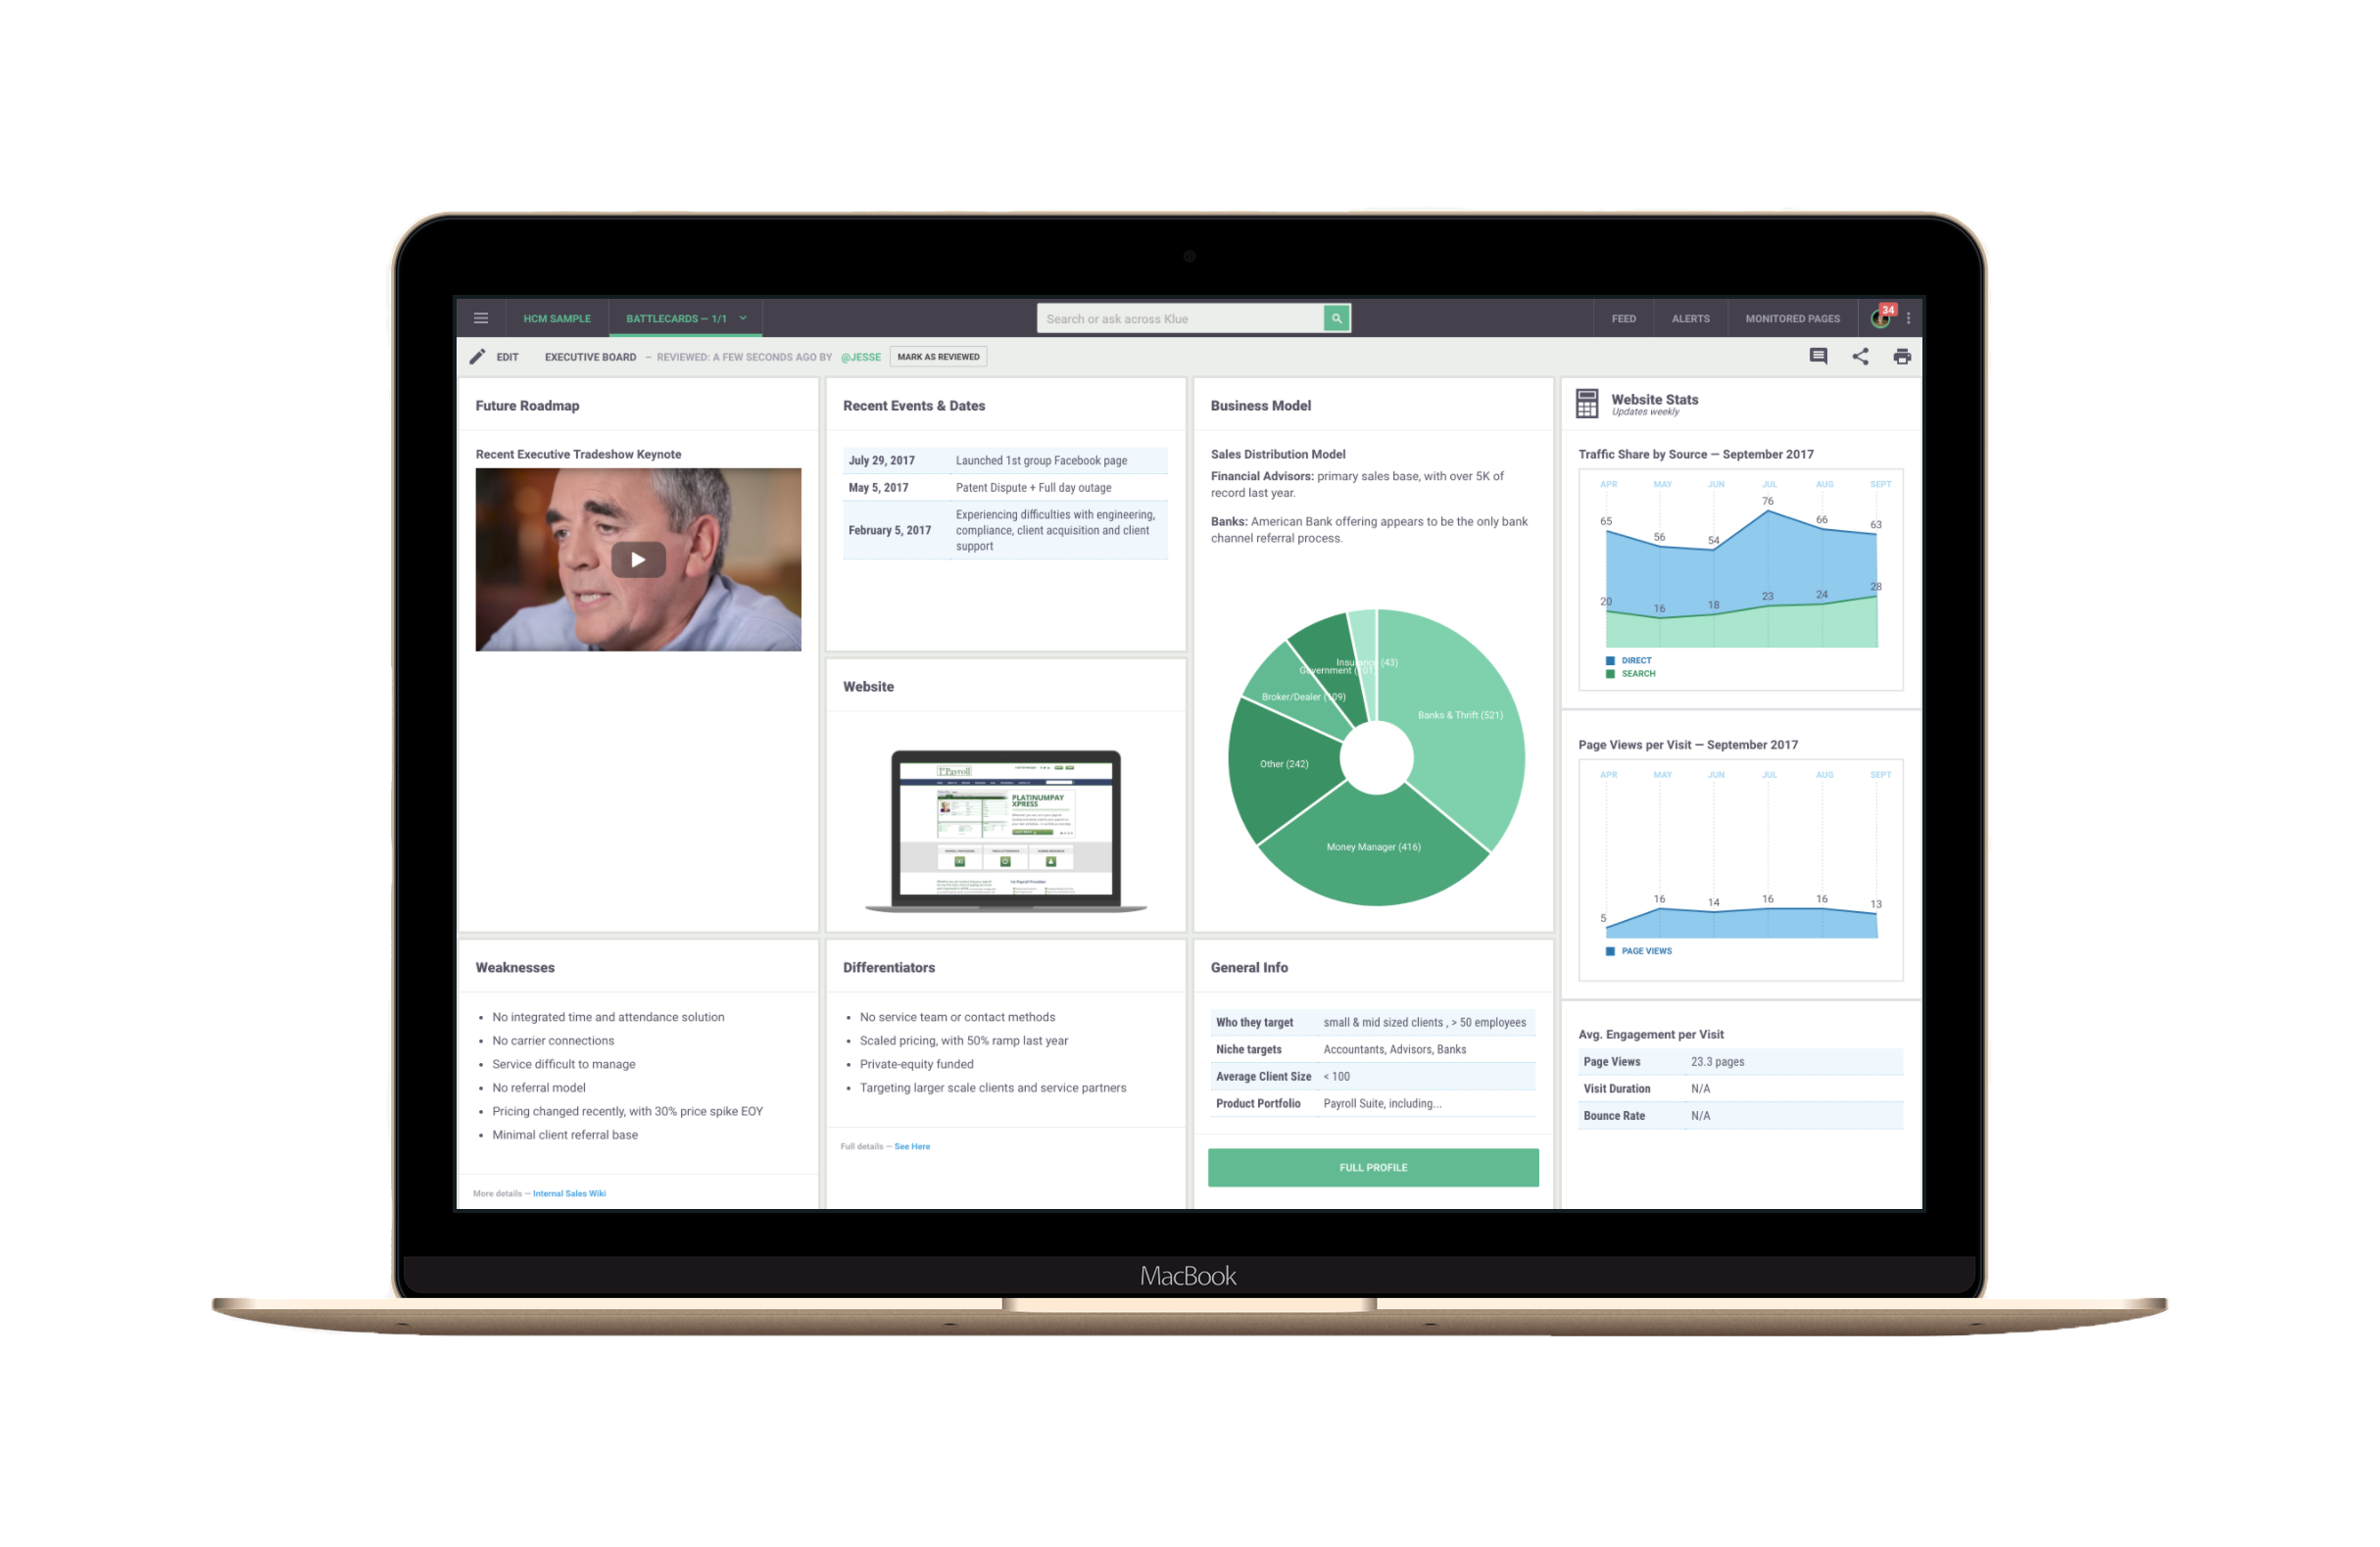 HCM SAMPLE
BATTLECARDS — 1/1
Search or ask across Klue
FEED
ALERTS
MONITORED PAGES
34
EDIT
EXECUTIVE BOARD – REVIEWED: A FEW SECONDS AGO BY @JESSE
MARK AS REVIEWED
Future Roadmap
Recent Executive Tradeshow Keynote
Recent Events & Dates
July 29, 2017 Launched 1st group Facebook page
May 5, 2017 Patent Dispute + Full day outage
February 5, 2017 Experiencing difficulties with engineering,
compliance, client acquisition and client
support
Website
1st Payroll
PLATINUMPAY
XPRESS
Business Model
Sales Distribution Model
Financial Advisors: primary sales base, with over 5K of
record last year.
Banks: American Bank offering appears to be the only bank
channel referral process.
Insurance (43)
Government (101)
Broker/Dealer (109)
Banks & Thrift (521)
Other (242)
Money Manager (416)
Website Stats
Updates weekly
Traffic Share by Source — September 2017
APR MAY JUN JUL AUG SEPT
65 56 54 76 66 63
20 16 18 23 24 28
DIRECT
SEARCH
Page Views per Visit — September 2017
APR MAY JUN JUL AUG SEPT
5 16 14 16 16 13
PAGE VIEWS
Avg. Engagement per Visit
Page Views 23.3 pages
Visit Duration N/A
Bounce Rate N/A
Weaknesses
• No integrated time and attendance solution
• No carrier connections
• Service difficult to manage
• No referral model
• Pricing changed recently, with 30% price spike EOY
• Minimal client referral base
More details — Internal Sales Wiki
Differentiators
• No service team or contact methods
• Scaled pricing, with 50% ramp last year
• Private-equity funded
• Targeting larger scale clients and service partners
Full details — See Here
General Info
Who they target small & mid sized clients , > 50 employees
Niche targets Accountants, Advisors, Banks
Average Client Size < 100
Product Portfolio Payroll Suite, including...
FULL PROFILE
MacBook